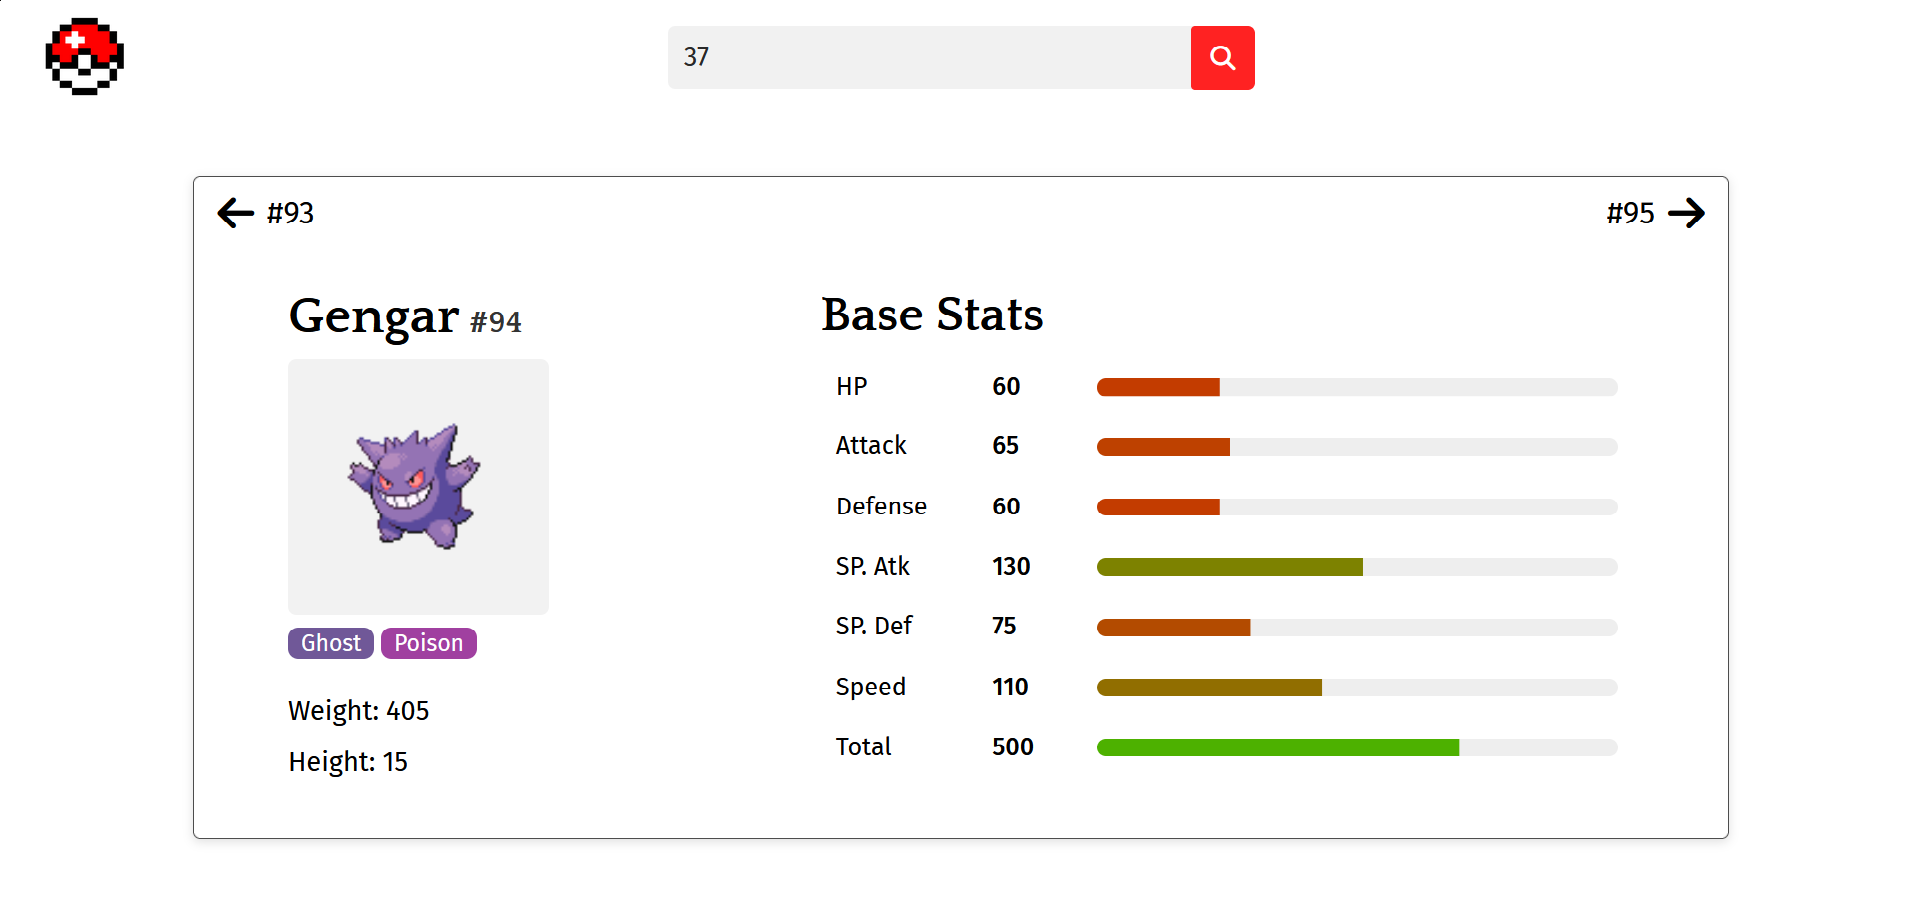 37
#93
#95
Gengar #94
Ghost Poison
Weight: 405
Height: 15
Base Stats
HP 60
Attack 65
Defense 60
SP. Atk 130
SP. Def 75
Speed 110
Total 500